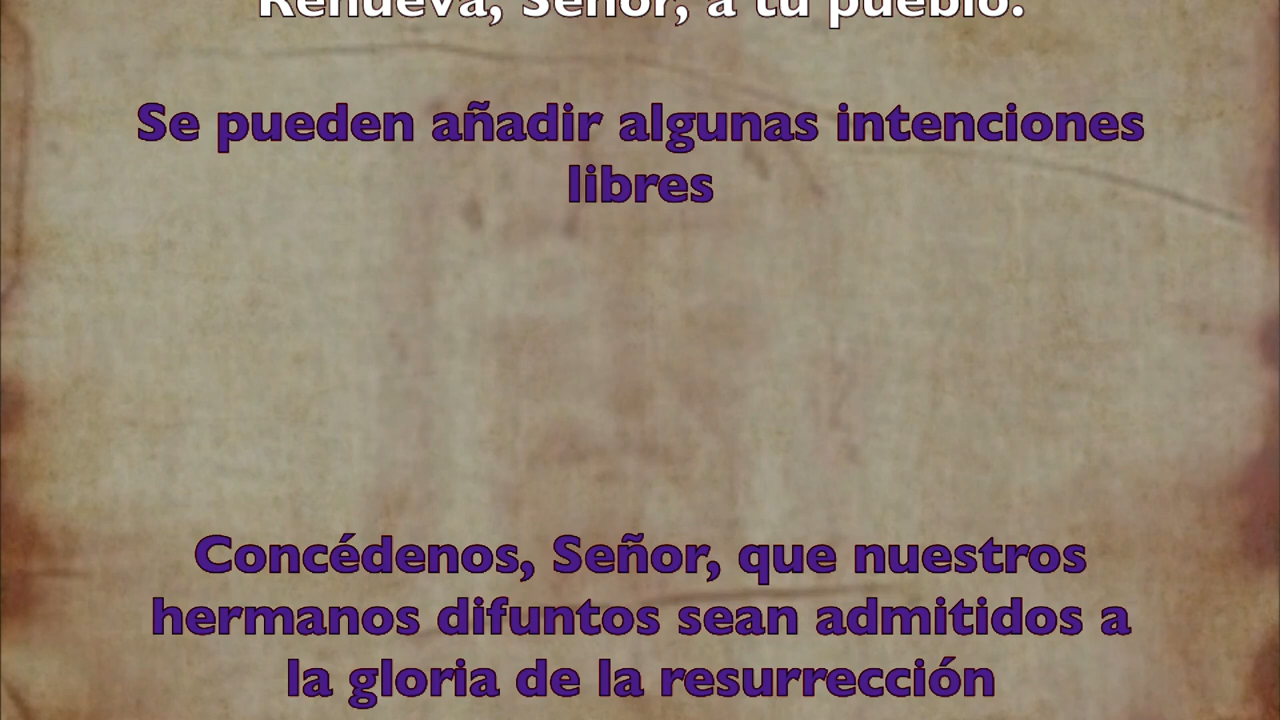 Renueva, Señor, a tu pueblo.
Se pueden añadir algunas intenciones
libres
Concédenos, Señor, que nuestros
hermanos difuntos sean admitidos a
la gloria de la resurrección